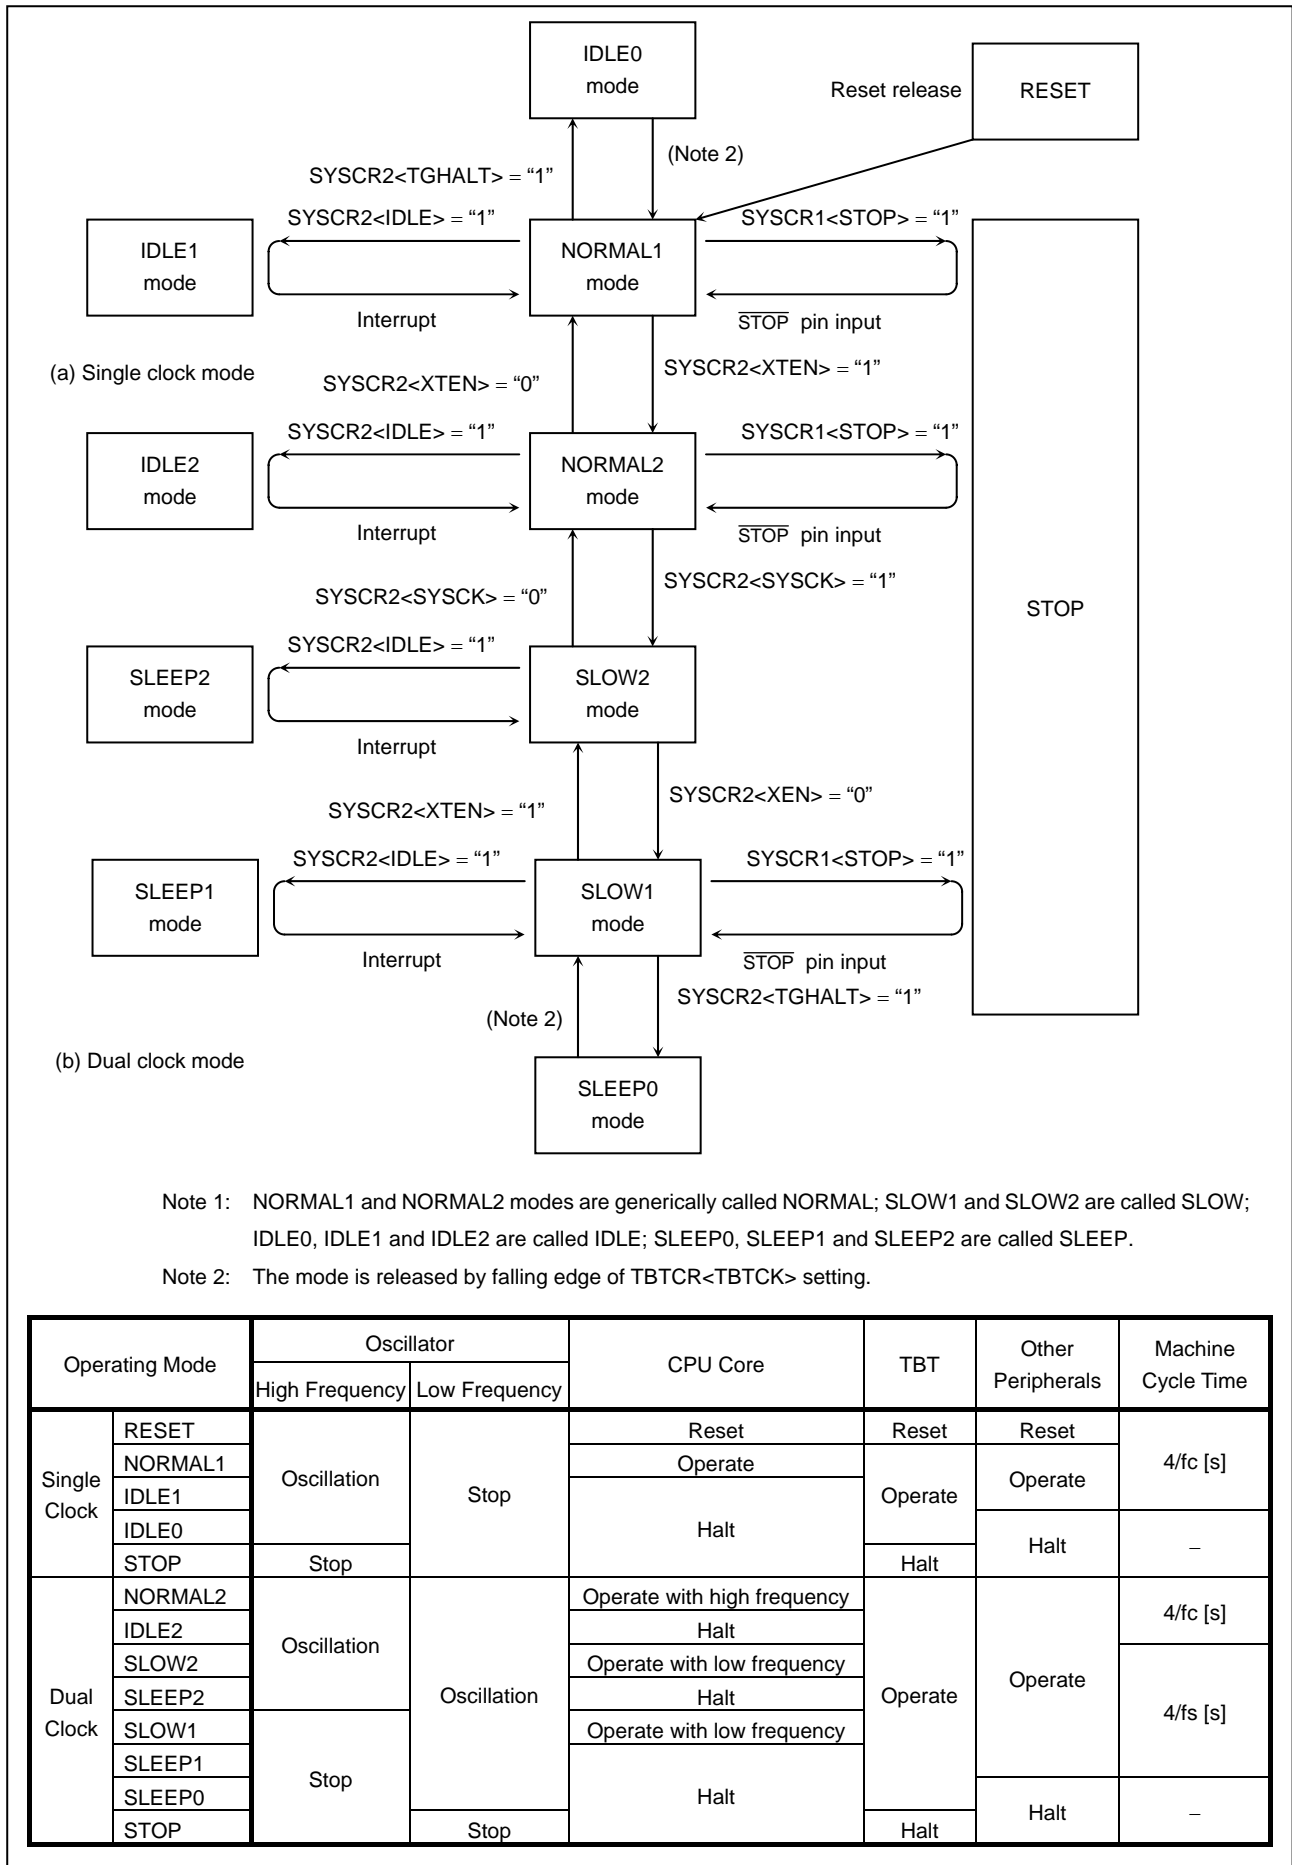 IDLE0
mode
Reset release
RESET
(Note 2)
SYSCR2<TGHALT> = “1”
SYSCR2<IDLE> = “1”
SYSCR1<STOP> = “1”
IDLE1
mode
NORMAL1
mode
Interrupt
STOP pin input
(a) Single clock mode
SYSCR2<XTEN> = “0”
SYSCR2<XTEN> = “1”
SYSCR2<IDLE> = “1”
SYSCR1<STOP> = “1”
IDLE2
mode
NORMAL2
mode
Interrupt
STOP pin input
SYSCR2<SYSCK> = “0”
SYSCR2<SYSCK> = “1”
STOP
SYSCR2<IDLE> = “1”
SLEEP2
mode
SLOW2
mode
Interrupt
SYSCR2<XTEN> = “1”
SYSCR2<XEN> = “0”
SYSCR2<IDLE> = “1”
SYSCR1<STOP> = “1”
SLEEP1
mode
SLOW1
mode
Interrupt
STOP pin input
SYSCR2<TGHALT> = “1”
(Note 2)
(b) Dual clock mode
SLEEP0
mode
Note 1: NORMAL1 and NORMAL2 modes are generically called NORMAL; SLOW1 and SLOW2 are called SLOW;
IDLE0, IDLE1 and IDLE2 are called IDLE; SLEEP0, SLEEP1 and SLEEP2 are called SLEEP.
Note 2: The mode is released by falling edge of TBTCR<TBTCK> setting.
Operating Mode
Oscillator
High Frequency
Low Frequency
CPU Core
TBT
Other
Peripherals
Machine
Cycle Time
Single
Clock
RESET
NORMAL1
IDLE1
IDLE0
STOP
Oscillation
Stop
Stop
Reset
Operate
Halt
Reset
Operate
Halt
Reset
Operate
Halt
4/fc [s]
–
Dual
Clock
NORMAL2
IDLE2
SLOW2
SLEEP2
SLOW1
SLEEP1
SLEEP0
STOP
Oscillation
Stop
Oscillation
Stop
Operate with high frequency
Halt
Operate with low frequency
Halt
Operate with low frequency
Halt
Operate
Halt
Operate
Halt
4/fc [s]
4/fs [s]
–